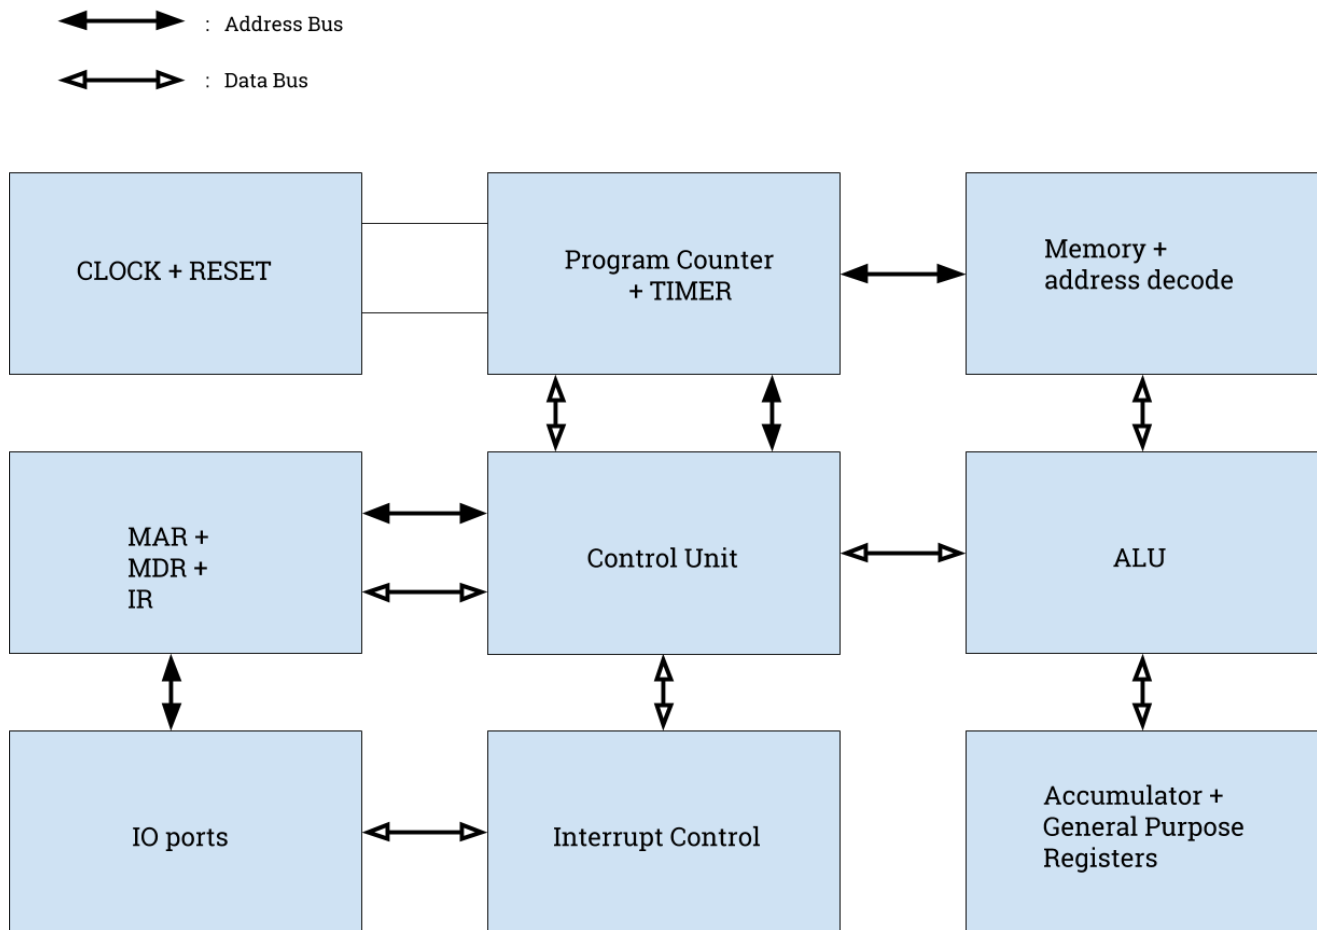 : Address Bus
: Data Bus
CLOCK + RESET
Program Counter
+ TIMER
Memory +
address decode
MAR +
MDR +
IR
Control Unit
ALU
IO ports
Interrupt Control
Accumulator +
General Purpose
Registers